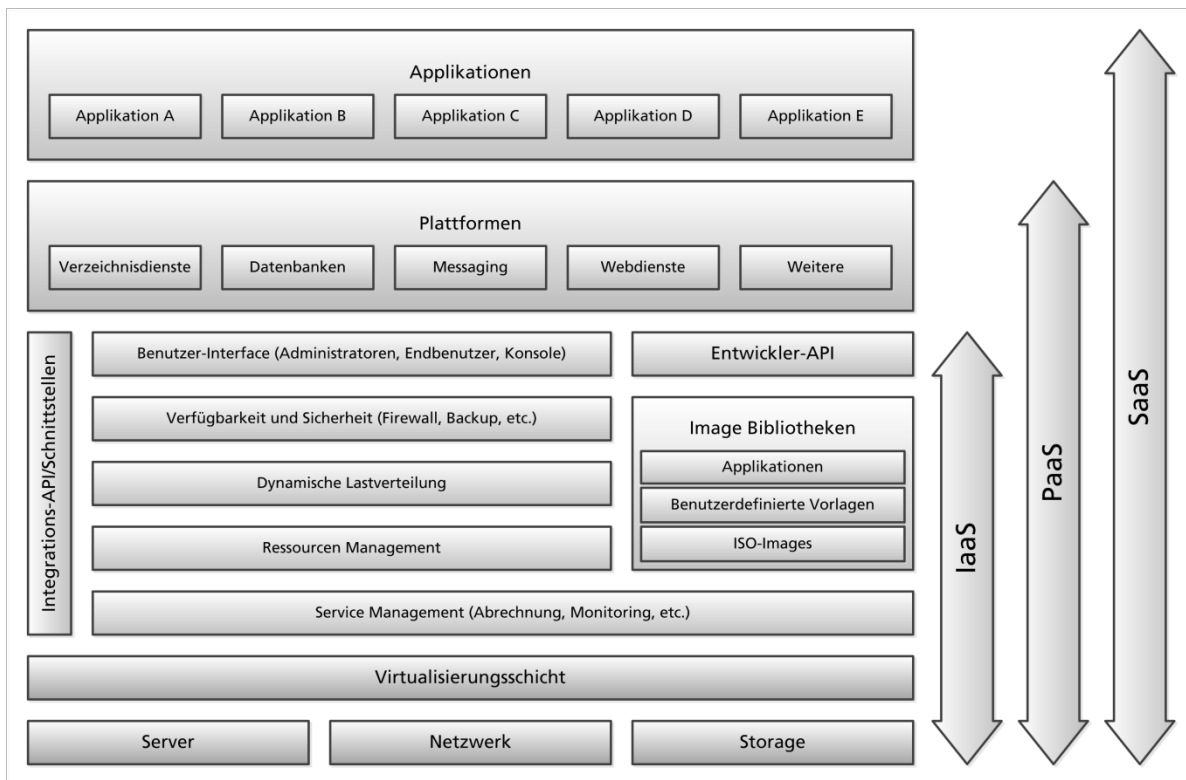 Applikationen
Applikation A
Applikation B
Applikation C
Applikation D
Applikation E
Plattformen
Verzeichnisdienste
Datenbanken
Messaging
Webdienste
Weitere
Integrations-API/Schnittstellen
Benutzer-Interface (Administratoren, Endbenutzer, Konsole)
Entwickler-API
Verfügbarkeit und Sicherheit (Firewall, Backup, etc.)
Image Bibliotheken
Applikationen
Benutzerdefinierte Vorlagen
ISO-Images
Dynamische Lastverteilung
Ressourcen Management
Service Management (Abrechnung, Monitoring, etc.)
Virtualisierungsschicht
Server
Netzwerk
Storage
IaaS
PaaS
SaaS